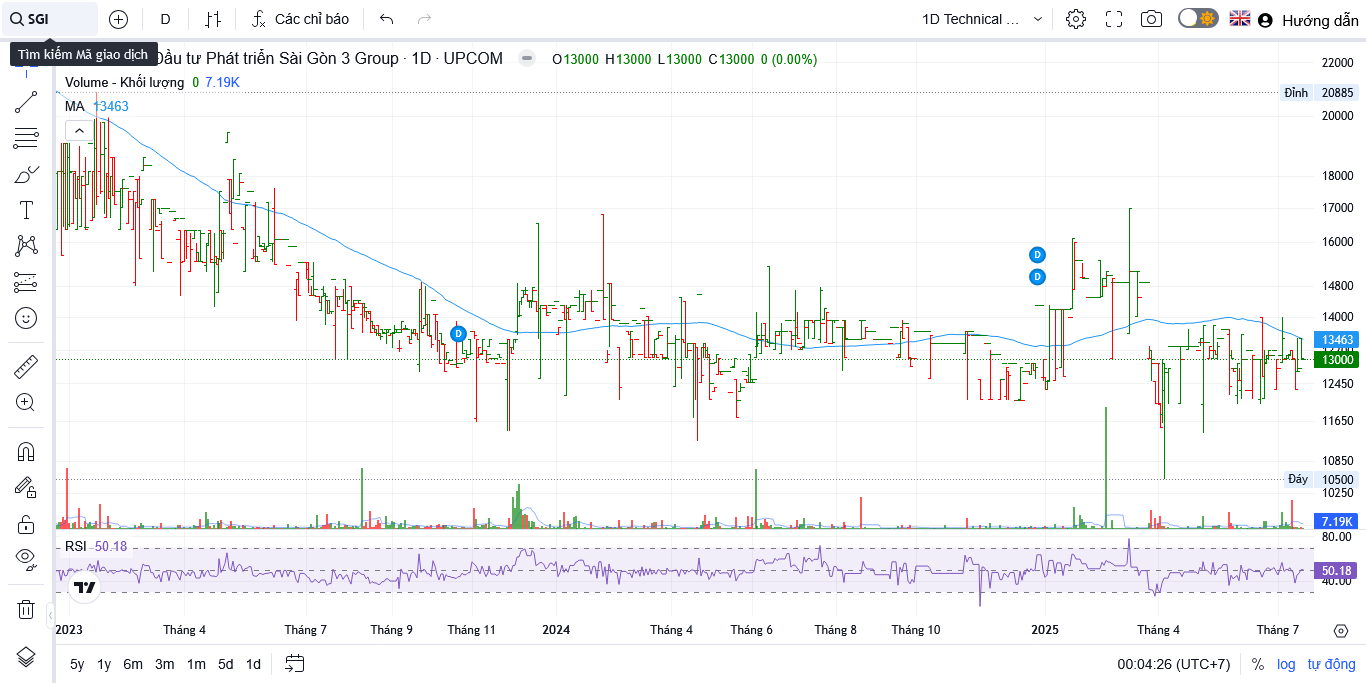 SGI
D
Các chỉ báo
1D Technical ...
Hướng dẫn
Tìm kiếm Mã giao dịch
Đầu tư Phát triển Sài Gòn 3 Group · 1D · UPCOM
O13000 H13000 L13000 C13000 0 (0.00%)
Volume - Khối lượng 0 7.19K
MA 13463
22000
Đỉnh 20885
20000
18000
17000
16000
D
D
14800
14000
D
13463
13000
12450
11650
10850
Đáy 10500
10250
7.19K
RSI 50.18
80.00
50.18
40.00
2023 Tháng 4 Tháng 7 Tháng 9 Tháng 11 2024 Tháng 4 Tháng 6 Tháng 8 Tháng 10 2025 Tháng 4 Tháng 7
5y 1y 6m 3m 1m 5d 1d
00:04:26 (UTC+7) % log tự động